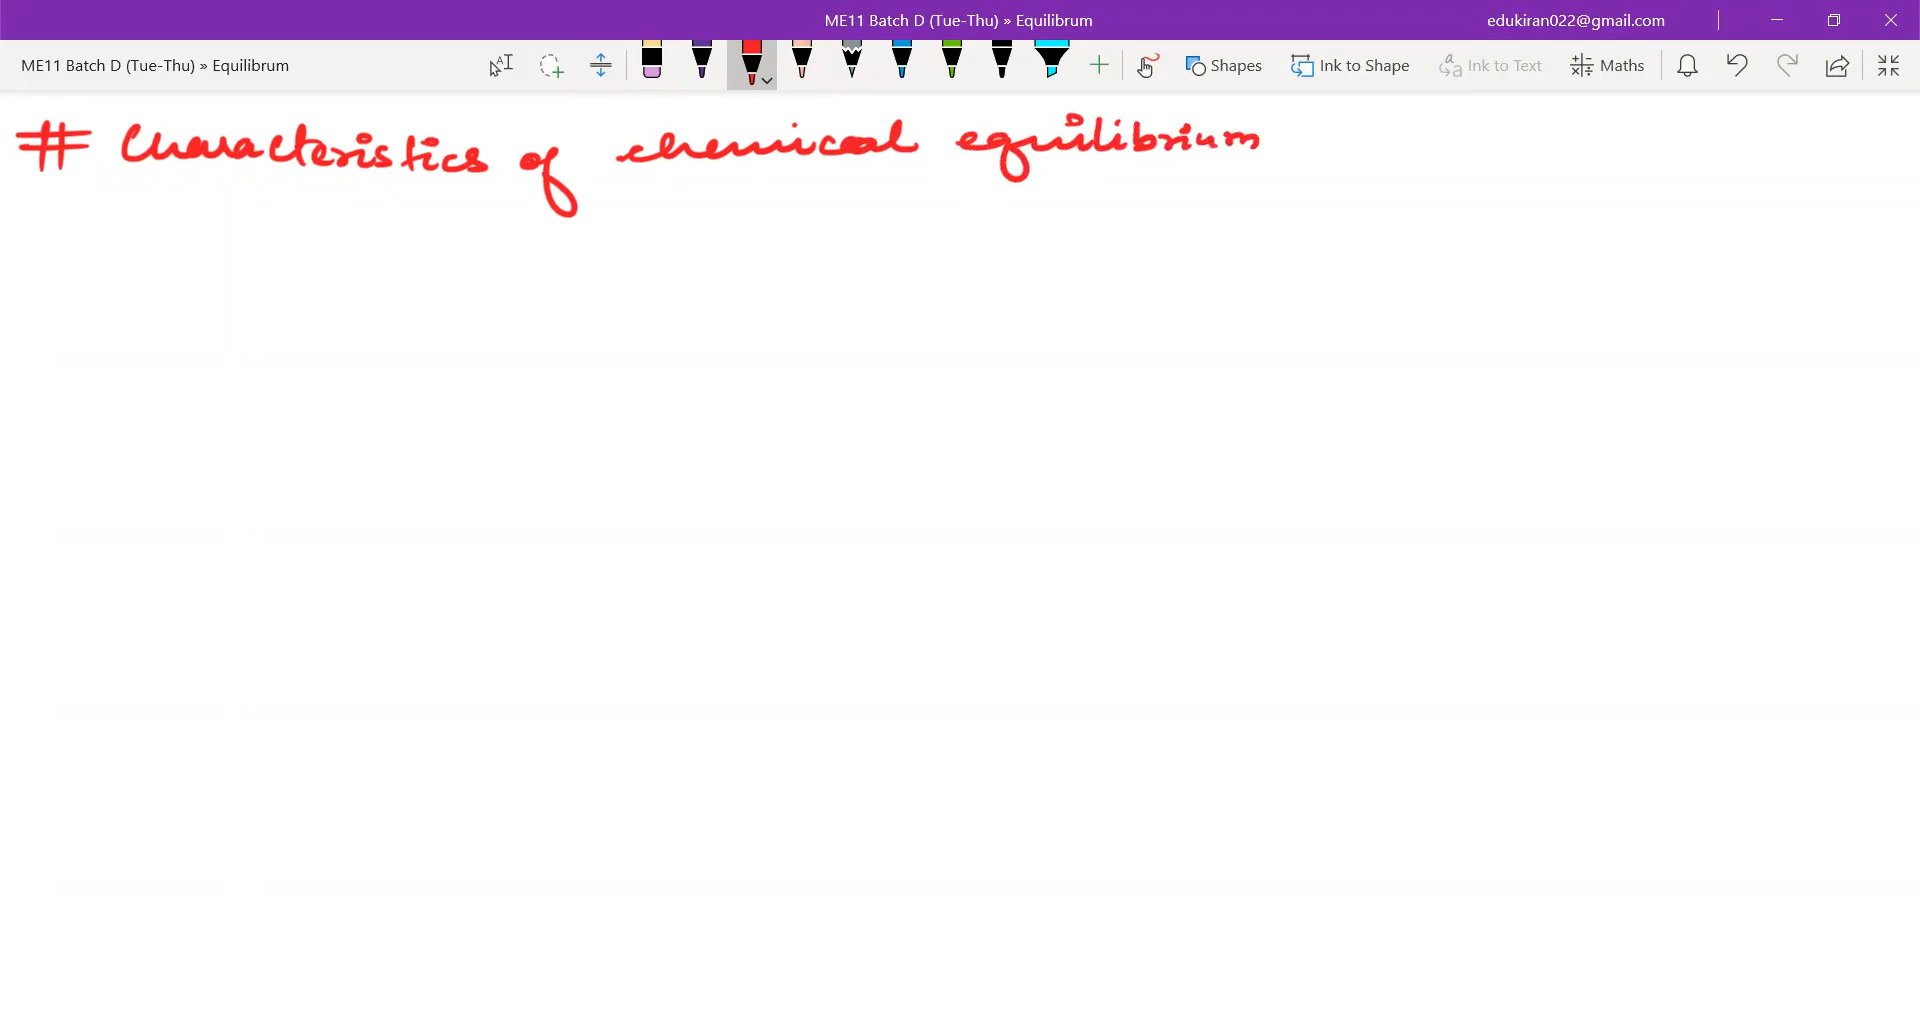 ME11 Batch D (Tue-Thu) » Equilibrum
edukiran022@gmail.com
ME11 Batch D (Tue-Thu) » Equilibrum
Shapes
Ink to Shape
Ink to Text
Maths
# Characteristics of chemical equilibrium